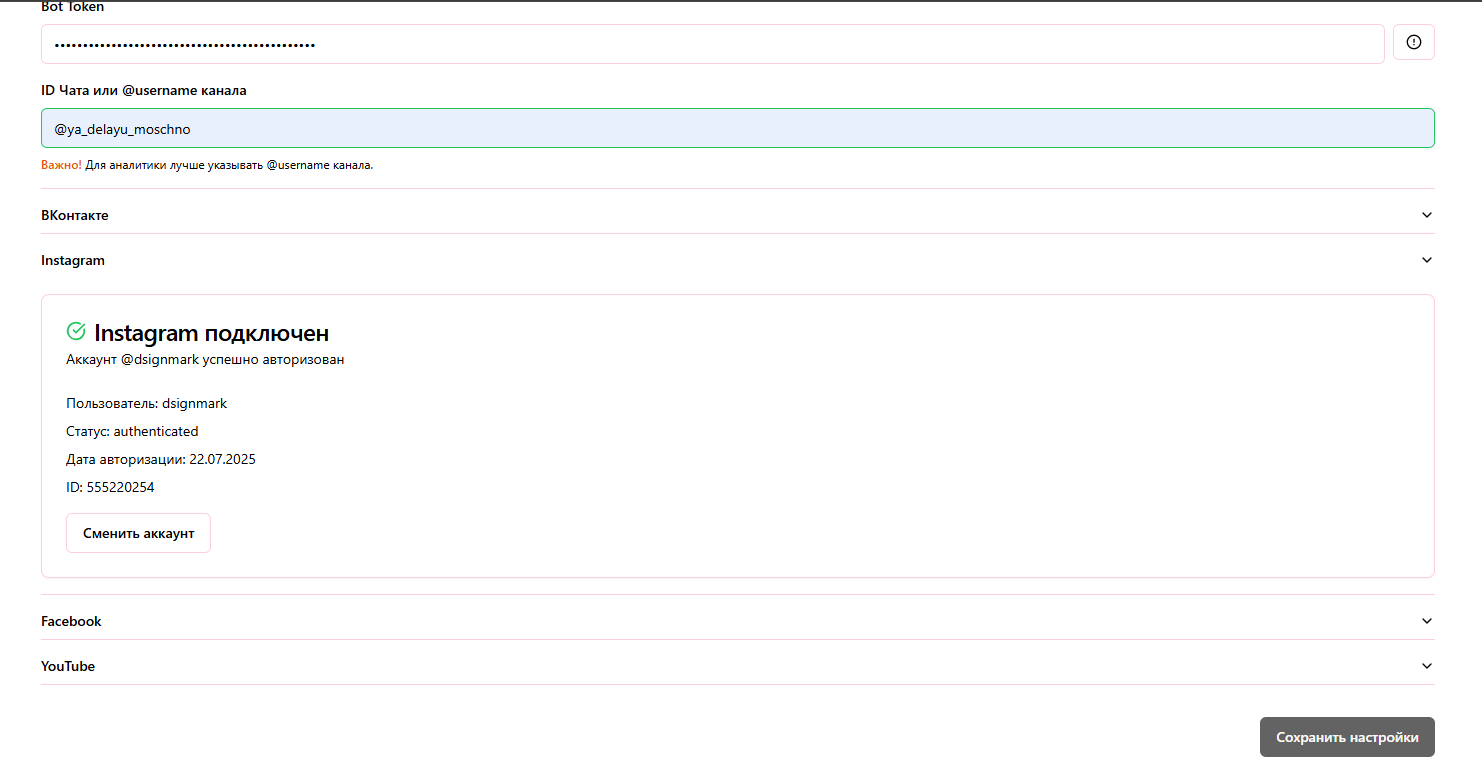 Bot Token
••••••••••••••••••••••••••••••••••••••••••••••
ID Чата или @username канала
@ya_delayu_moschno
Важно! Для аналитики лучше указывать @username канала.
ВКонтакте
Instagram
Instagram подключен
Аккаунт @dsignmark успешно авторизован
Пользователь: dsignmark
Статус: authenticated
Дата авторизации: 22.07.2025
ID: 555220254
Сменить аккаунт
Facebook
YouTube
Сохранить настройки